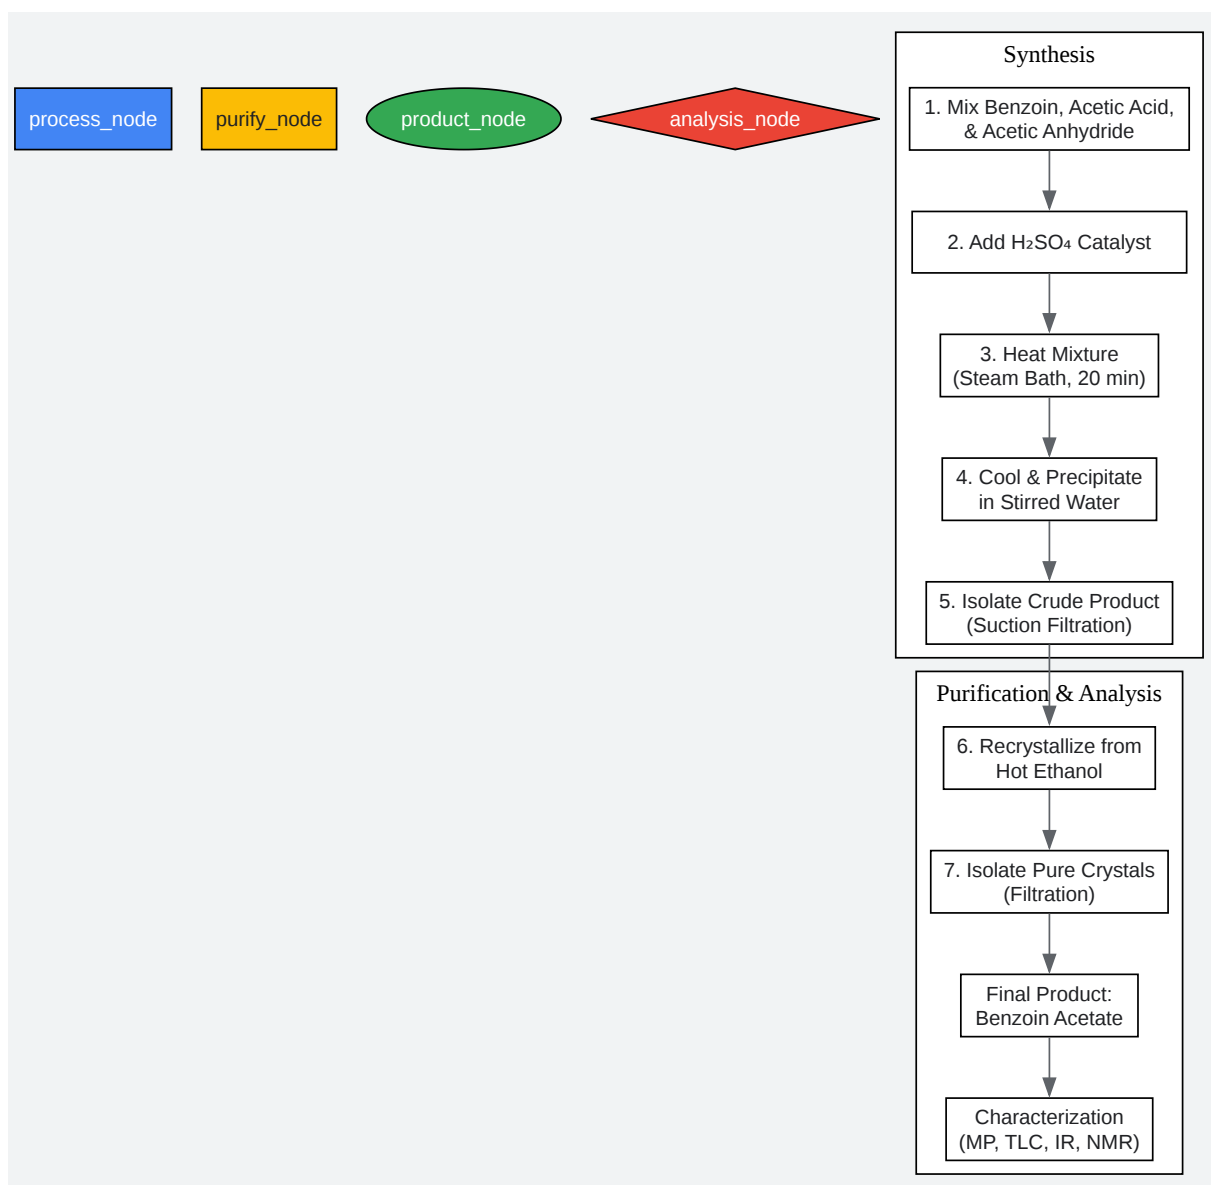 process_node
purify_node
product_node
analysis_node
Synthesis
1. Mix Benzoin, Acetic Acid,
& Acetic Anhydride
2. Add H₂SO₄ Catalyst
3. Heat Mixture
(Steam Bath, 20 min)
4. Cool & Precipitate
in Stirred Water
5. Isolate Crude Product
(Suction Filtration)
Purification & Analysis
6. Recrystallize from
Hot Ethanol
7. Isolate Pure Crystals
(Filtration)
Final Product:
Benzoin Acetate
Characterization
(MP, TLC, IR, NMR)